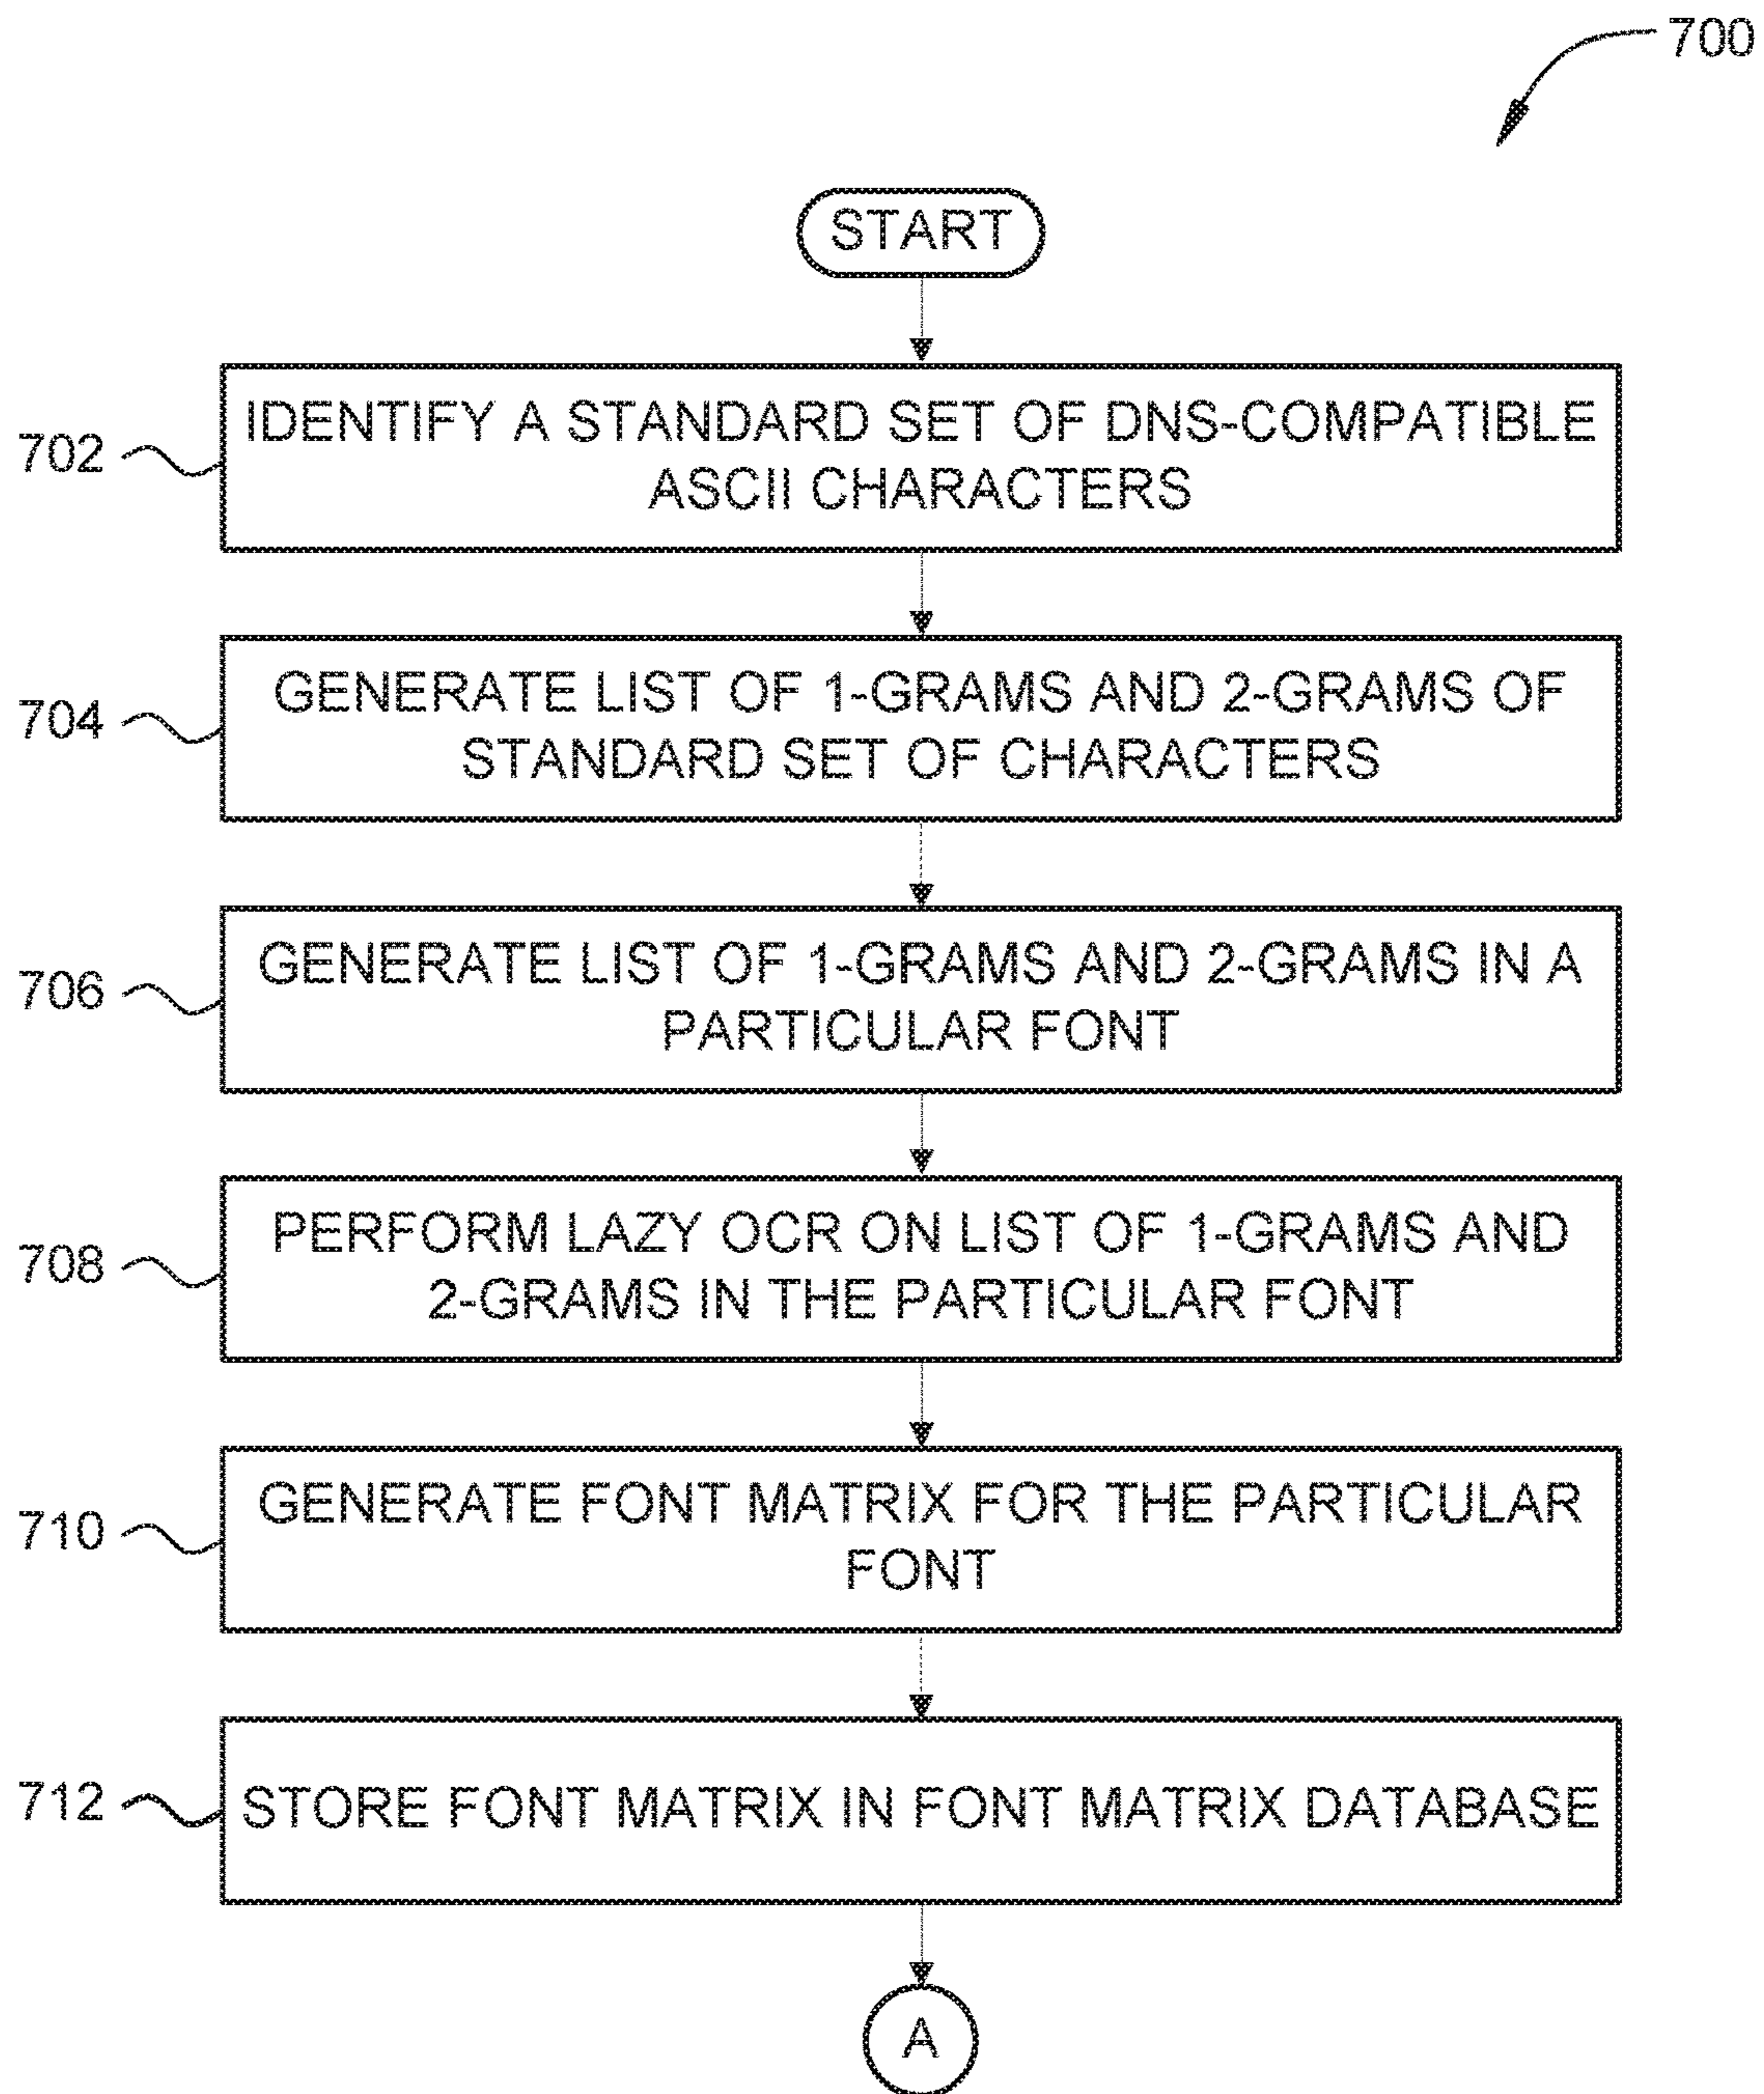 700
START
702
IDENTIFY A STANDARD SET OF DNS-COMPATIBLE
ASCII CHARACTERS
704
GENERATE LIST OF 1-GRAMS AND 2-GRAMS OF
STANDARD SET OF CHARACTERS
706
GENERATE LIST OF 1-GRAMS AND 2-GRAMS IN A
PARTICULAR FONT
708
PERFORM LAZY OCR ON LIST OF 1-GRAMS AND
2-GRAMS IN THE PARTICULAR FONT
710
GENERATE FONT MATRIX FOR THE PARTICULAR
FONT
712
STORE FONT MATRIX IN FONT MATRIX DATABASE
A